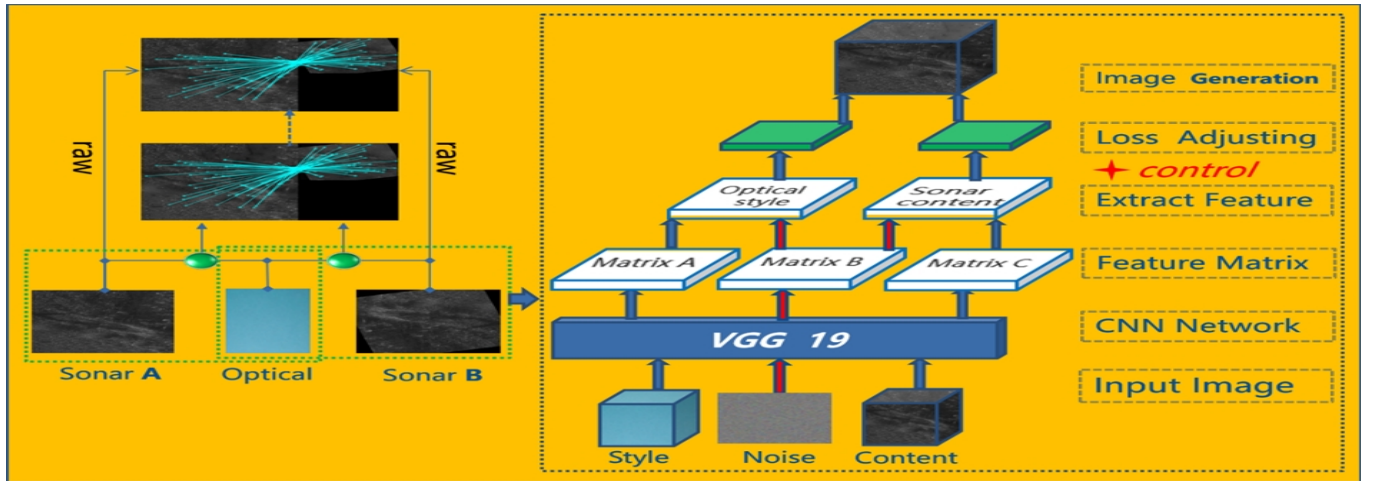 raw
raw
Sonar A
Optical
Sonar B
Image Generation
Loss Adjusting
control
Optical
style
Sonar
content
Extract Feature
Matrix A
Matrix B
Matrix C
Feature Matrix
VGG 19
CNN Network
Input Image
Style
Noise
Content